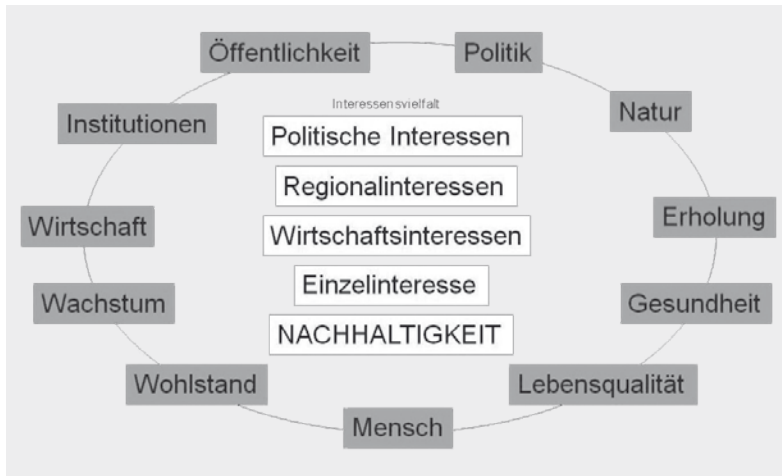 Öffentlichkeit
Politik
Institutionen
Natur
Interessensvielfalt
Politische Interessen
Regionalinteressen
Wirtschaftsinteressen
Einzelinteresse
NACHHALTIGKEIT
Wirtschaft
Erholung
Wachstum
Gesundheit
Wohlstand
Lebensqualität
Mensch